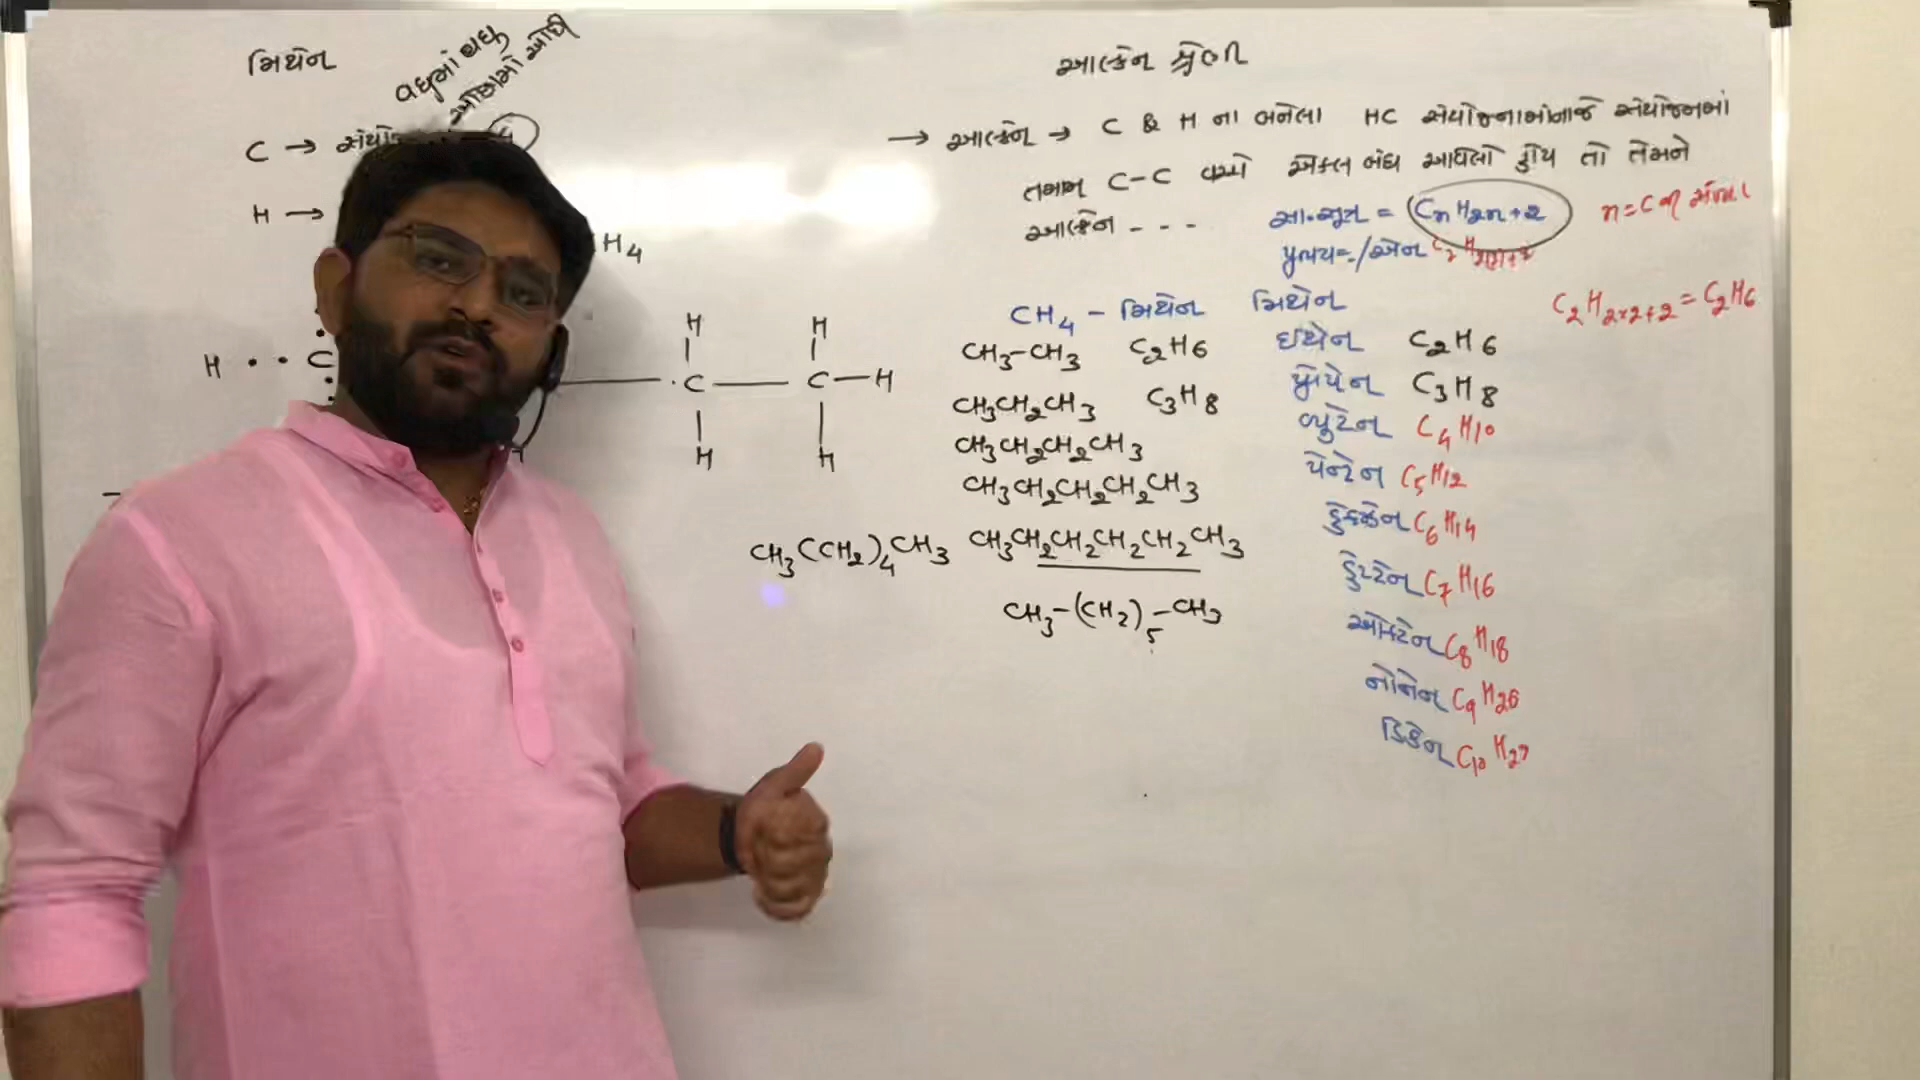 મિથેન
વધુમાં વધુ
ઓછામાં ઓછી
C → સંયો
H →
H4
H C
H H
C — C — H
H H
આલ્કેન શ્રેણી
→ આલ્કેન → C & H ના બનેલા HC સંયોજનોમાંના જે સંયોજનમાં
તમામ C-C વચ્ચે એકલ બંધ આવેલો હોય તો તેમને
આલ્કેન - - -
સા.સૂત્ર = CnH2n+2 n=C ની સંખ્યા
પ્રત્યય = /એન
C2H2×2+2 = C2H6
CH4 - મિથેન મિથેન
CH3-CH3 C2H6 ઇથેન C2H6
CH3CH2CH3 C3H8 પ્રોપેન C3H8
CH3CH2CH2CH3 બ્યુટેન C4H10
CH3CH2CH2CH2CH3 પેન્ટેન C5H12
CH3(CH2)4CH3 CH3CH2CH2CH2CH2CH3 હેક્ઝેન C6H14
CH3-(CH2)5-CH3 હેપ્ટેન C7H16
ઓક્ટેન C8H18
નોનેન C9H20
ડિકેન C10H22